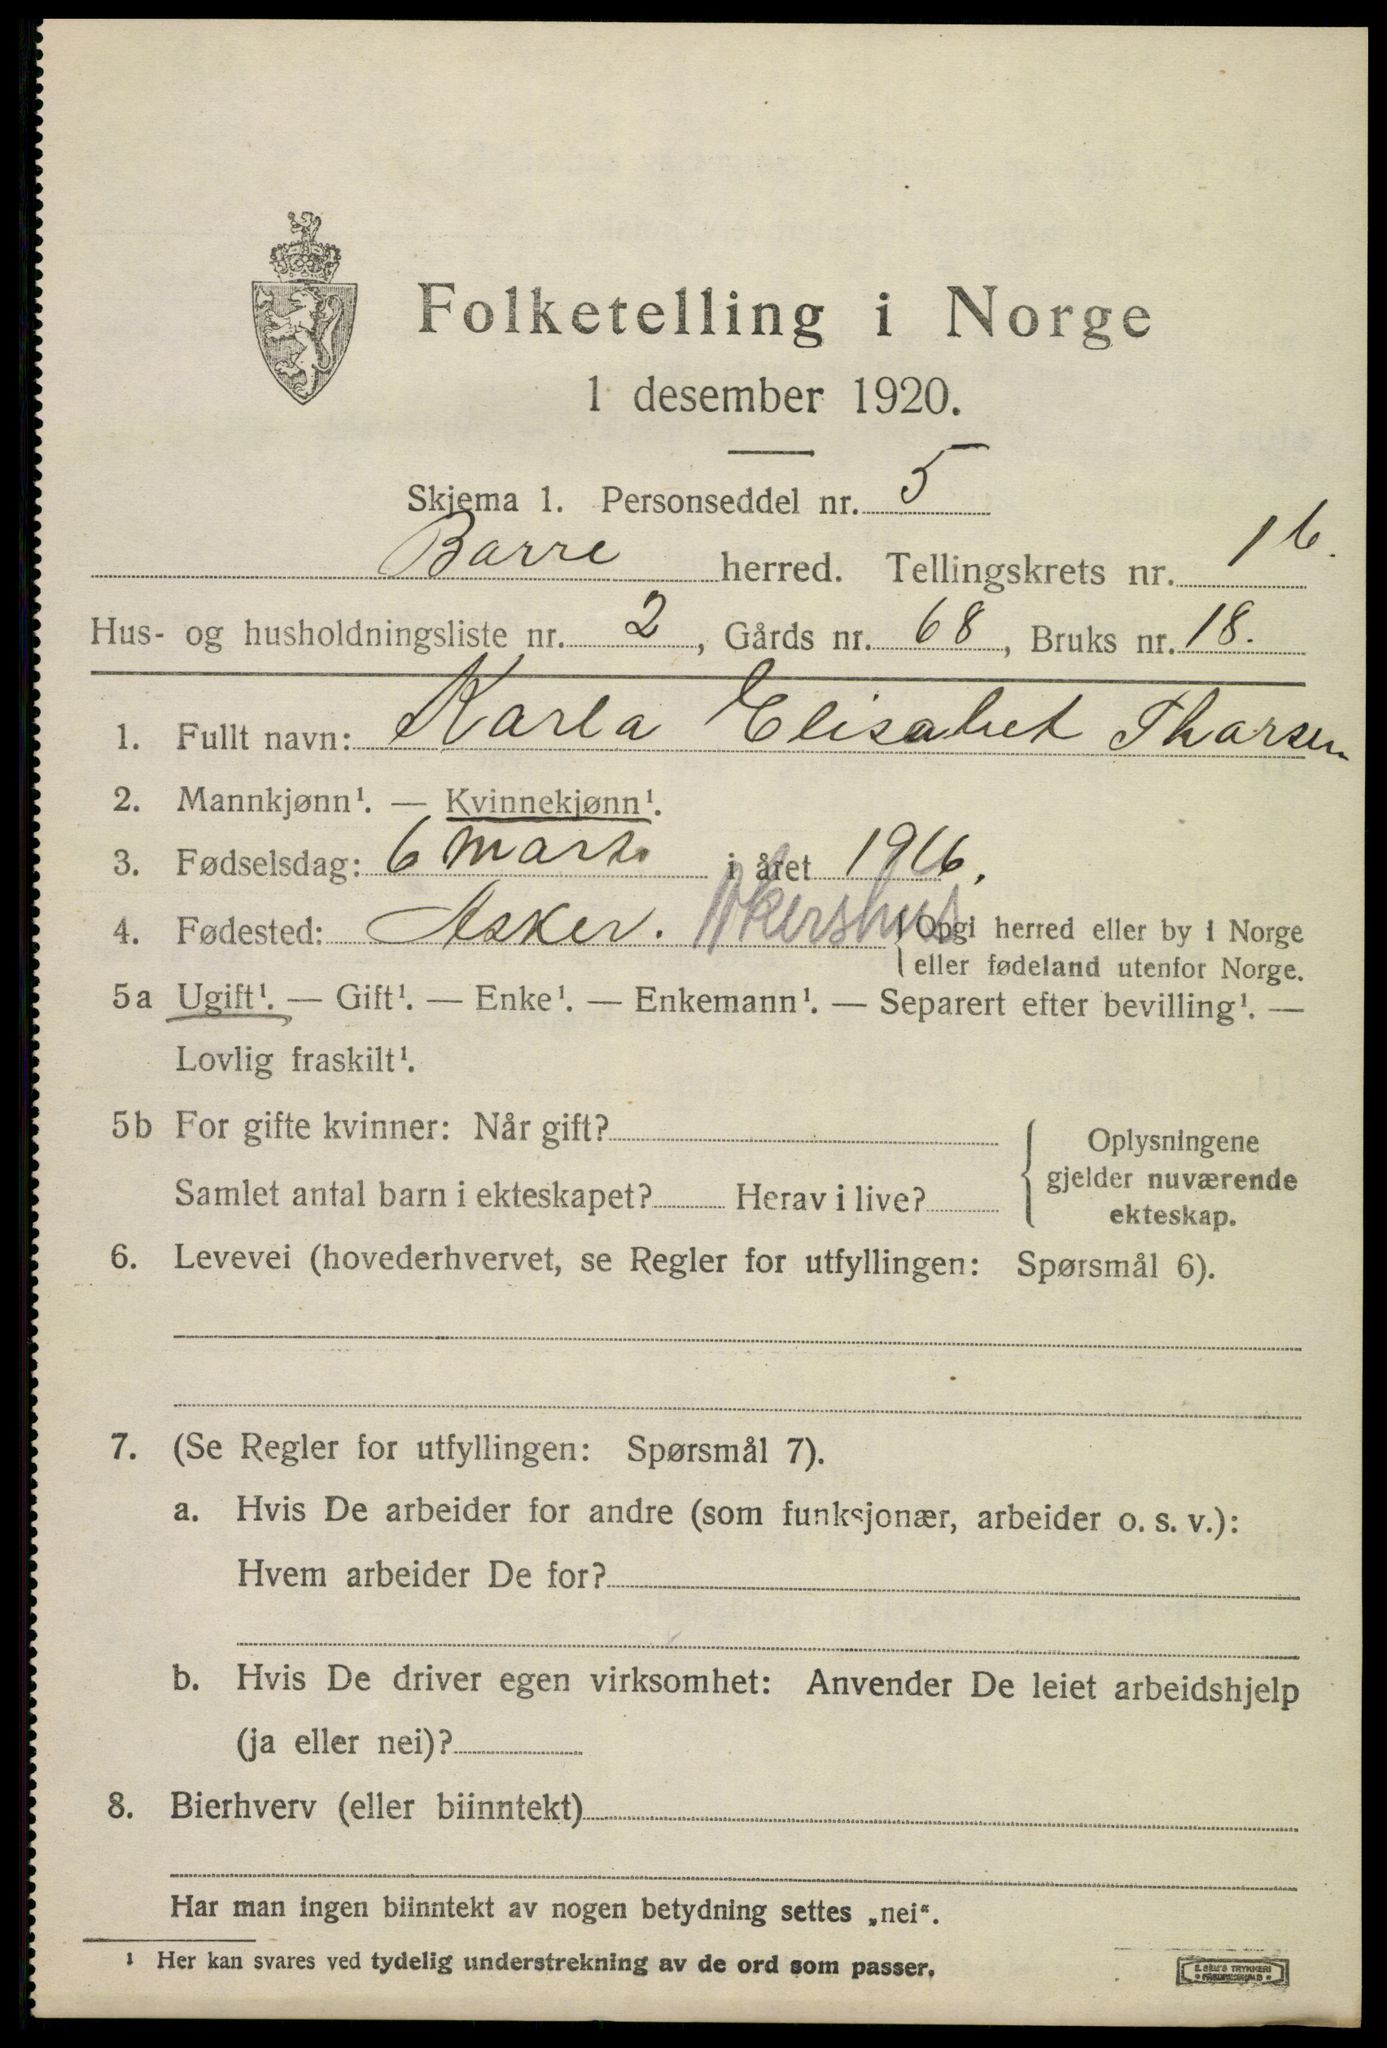 Folketelling i Norge
1 desember 1920.
Skjema 1. Personseddel nr. 5
Barre herred. Tellingskrets nr. 16.
Hus- og husholdningsliste nr. 2, Gårds nr. 68, Bruks nr. 18.
1. Fullt navn: Karla Elisabet Tharsen
2. Mannkjønn¹. — Kvinnekjønn¹.
3. Fødselsdag: 6 mars i året 1916.
4. Fødested: Asker. Akershus { Opgi herred eller by i Norge
eller fødeland utenfor Norge.
5a Ugift¹. — Gift¹. — Enke¹. — Enkemann¹. — Separert efter bevilling¹. —
Lovlig fraskilt¹.
5b For gifte kvinner: Når gift?
Samlet antal barn i ekteskapet? Herav i live?
{ Oplysningene
gjelder nuværende
ekteskap.
6. Levevei (hovederhvervet, se Regler for utfyllingen: Spørsmål 6).
7. (Se Regler for utfyllingen: Spørsmål 7).
a. Hvis De arbeider for andre (som funksjonær, arbeider o. s. v.):
Hvem arbeider De for?
b. Hvis De driver egen virksomhet: Anvender De leiet arbeidshjelp
(ja eller nei)?
8. Bierhverv (eller biinntekt)
Har man ingen biinntekt av nogen betydning settes „nei“.
¹ Her kan svares ved tydelig understrekning av de ord som passer.